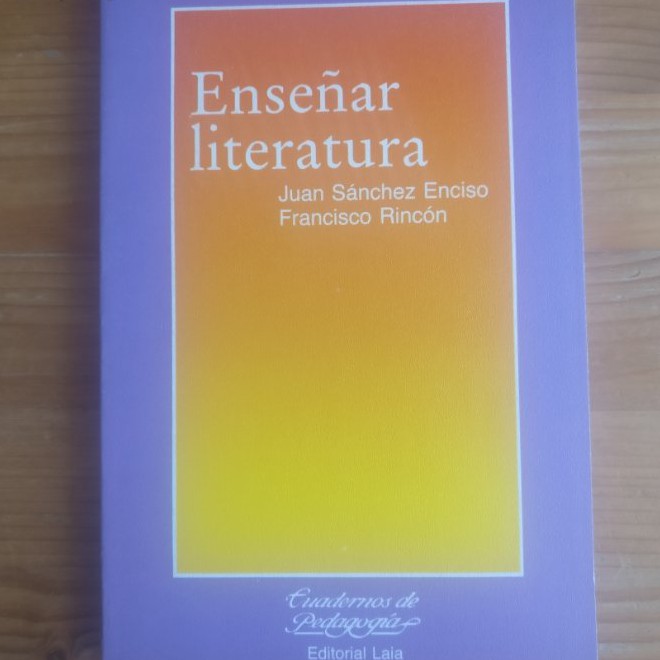 Enseñar
literatura
Juan Sánchez Enciso
Francisco Rincón
Cuadernos de
Pedagogía
Editorial Laia